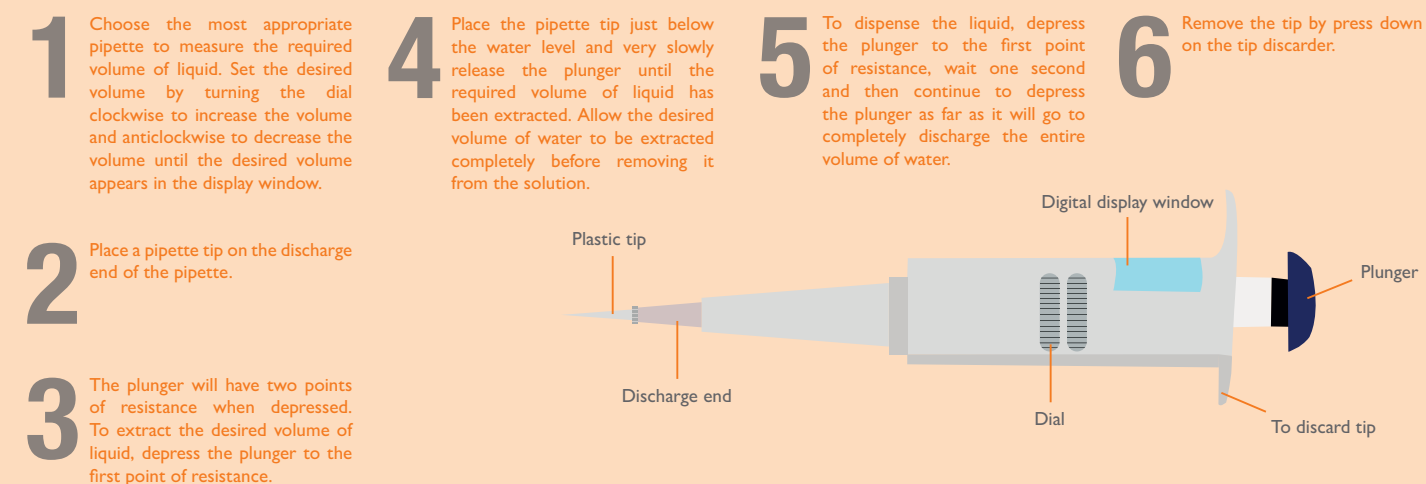 1
Choose the most appropriate
pipette to measure the required
volume of liquid. Set the desired
volume by turning the dial
clockwise to increase the volume
and anticlockwise to decrease the
volume until the desired volume
appears in the display window.
2
Place a pipette tip on the discharge
end of the pipette.
3
The plunger will have two points
of resistance when depressed.
To extract the desired volume of
liquid, depress the plunger to the
first point of resistance.
4
Place the pipette tip just below
the water level and very slowly
release the plunger until the
required volume of liquid has
been extracted. Allow the desired
volume of water to be extracted
completely before removing it
from the solution.
5
To dispense the liquid, depress
the plunger to the first point
of resistance, wait one second
and then continue to depress
the plunger as far as it will go to
completely discharge the entire
volume of water.
6
Remove the tip by press down
on the tip discarder.
Digital display window
Plastic tip
Plunger
Discharge end
Dial
To discard tip